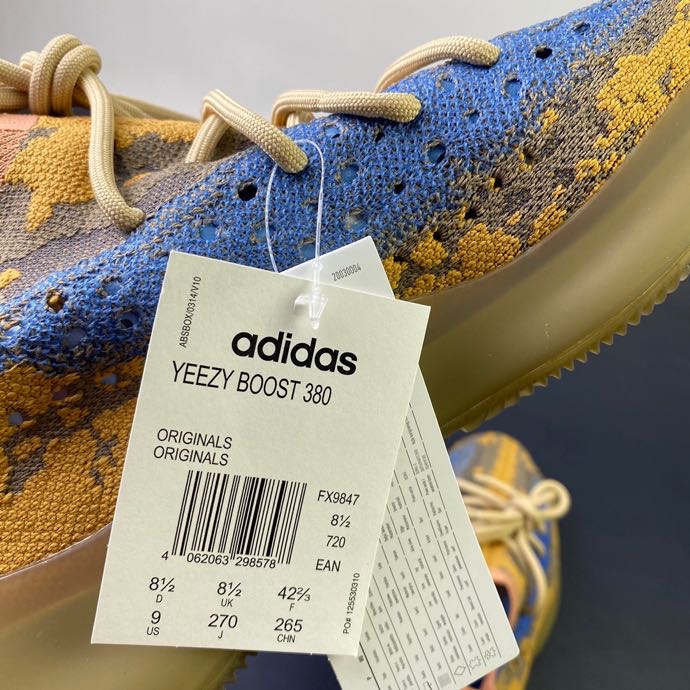 20030004
ABSBOX/0314/V10
adidas
YEEZY BOOST 380
ORIGINALS
ORIGINALS
FX9847
8½
720
EAN
4 062063 298578
8½ 8½ 42⅔
D UK F
9 270 265
US J CHN
PO# 125530310